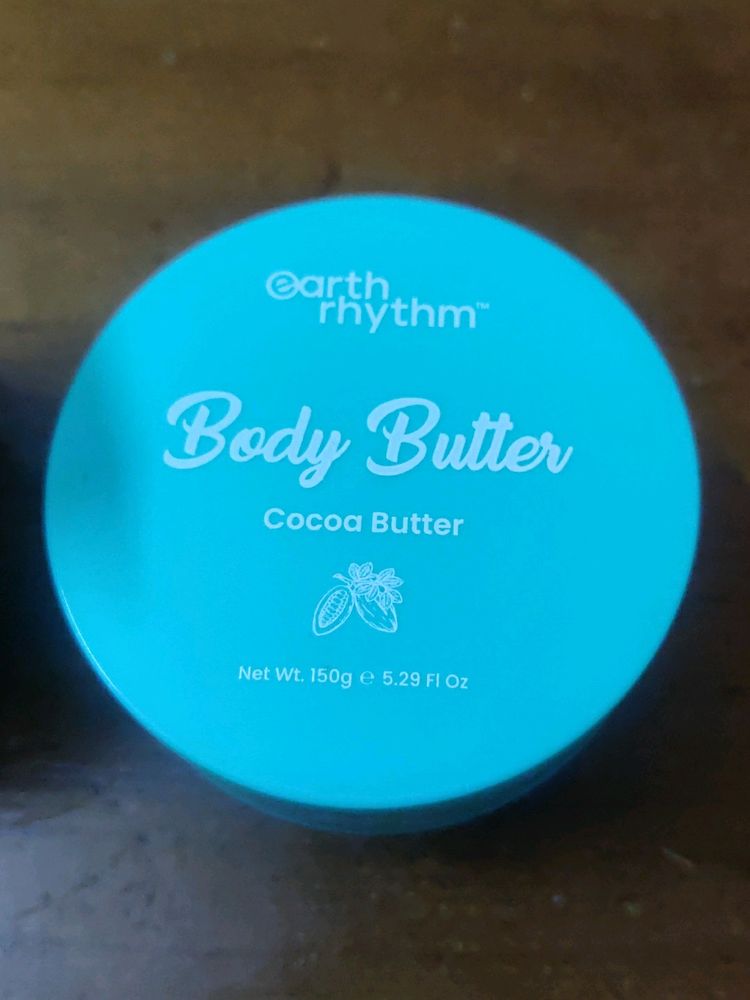 earth
rhythm™
Body Butter
Cocoa Butter
Net Wt. 150g ℮ 5.29 Fl Oz